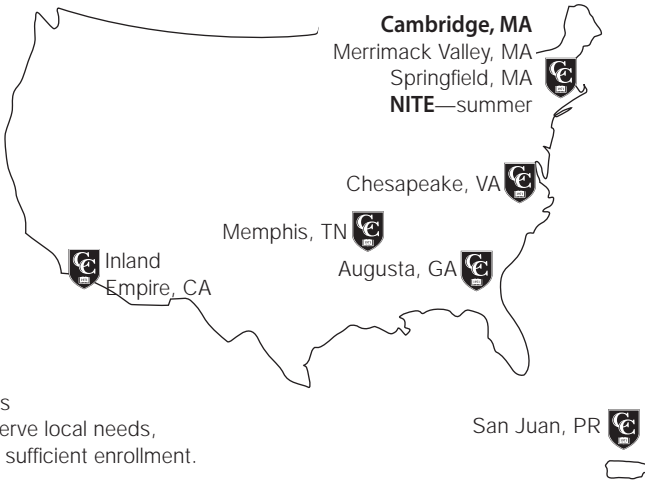 Cambridge, MA
Merrimack Valley, MA
Springfield, MA
NITE—summer
Chesapeake, VA
Memphis, TN
Augusta, GA
Inland
Empire, CA
San Juan, PR
s
erve local needs,
sufficient enrollment.